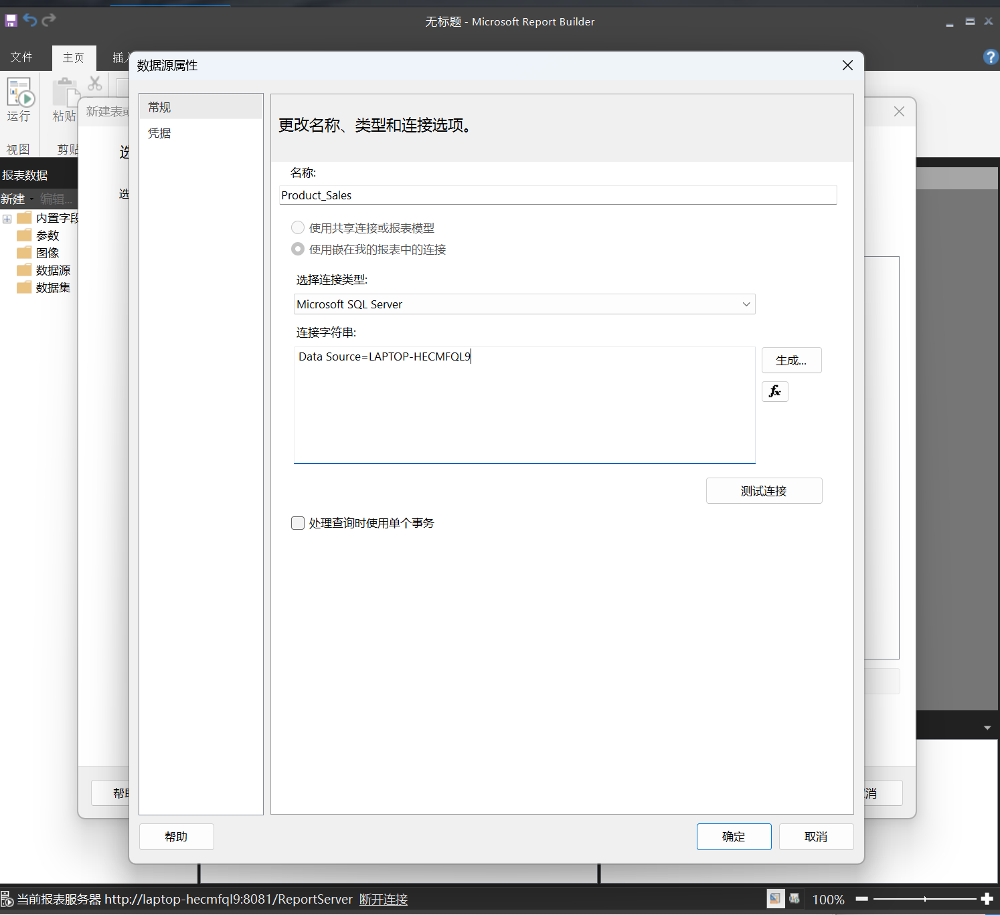 无标题 - Microsoft Report Builder
文件
主页
插入
数据源属性
运行
粘贴
新建表或
视图
剪贴
报表数据
新建
编辑...
内置字段
参数
图像
数据源
数据集
选
选
常规
凭据
更改名称、类型和连接选项。
名称:
Product_Sales
使用共享连接或报表模型
使用嵌在我的报表中的连接
选择连接类型:
Microsoft SQL Server
连接字符串:
Data Source=LAPTOP-HECMFQL9
生成...
fx
测试连接
处理查询时使用单个事务
帮助
取消
帮助
确定
取消
当前报表服务器 http://laptop-hecmfql9:8081/ReportServer 断开连接
100%